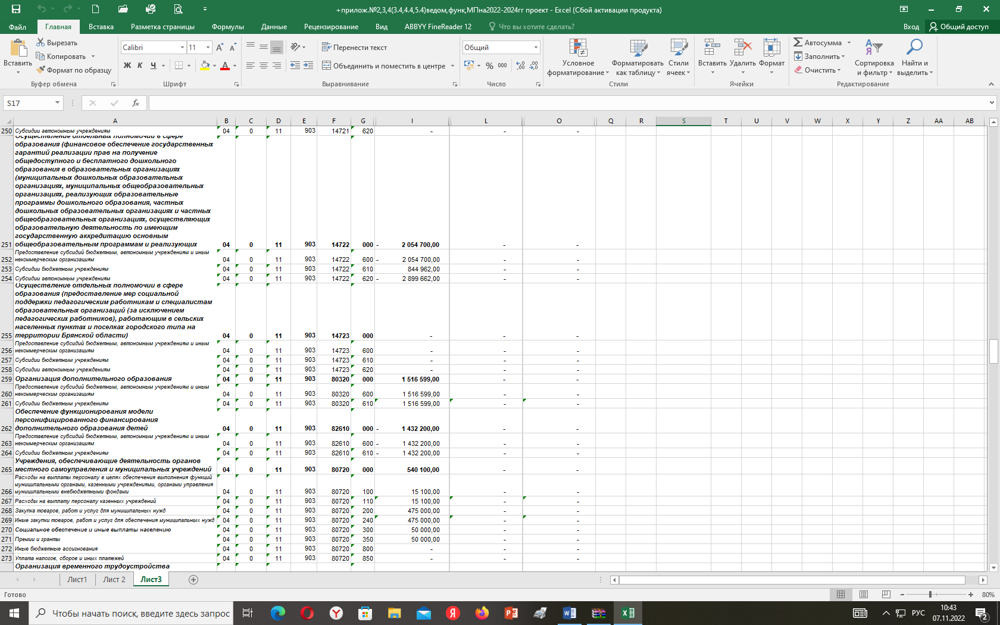 +прилож.№2,3,4(3.4,4.4,5.4)ведом,функ,МПна2022-2024гг проект - Excel (Сбой активации продукта)
Файл Главная Вставка Разметка страницы Формулы Данные Рецензирование Вид ABBYY FineReader 12 Что вы хотите сделать? Вход Общий доступ
Вставить
Вырезать
Копировать
Формат по образцу
Буфер обмена
Calibri 11
Ж К Ч
Шрифт
Перенести текст
Объединить и поместить в центре
Выравнивание
Общий
% 000
Число
Условное форматирование
Форматировать как таблицу
Стили ячеек
Стили
Вставить Удалить Формат
Ячейки
Автосумма
Заполнить
Очистить
Сортировка и фильтр
Найти и выделить
Редактирование
S17 fx
A B C D E F G I L O Q R S T U V W X Y Z AA AB
250 Субсидии автономным учреждениям 04 0 11 903 14721 620 - - -
Осуществление отдельных полномочий в сфере
образования (финансовое обеспечение государственных
гарантий реализации прав на получение
общедоступного и бесплатного дошкольного
образования в образовательных организациях
(муниципальных дошкольных образовательных
организациях, муниципальных общеобразовательных
организациях, реализующих образовательные
программы дошкольного образования, частных
дошкольных образовательных организациях и частных
общеобразовательных организациях, осуществляющих
образовательную деятельность по имеющим
государственную аккредитацию основным
251 общеобразовательным программам и реализующих 04 0 11 903 14722 000 - 2 054 700,00 - -
Предоставление субсидий бюджетным, автономным учреждениям и иным
252 некоммерческим организациям 04 0 11 903 14722 600 - 2 054 700,00 - -
253 Субсидии бюджетным учреждениям 04 0 11 903 14722 610 844 962,00 - -
254 Субсидии автономным учреждениям 04 0 11 903 14722 620 - 2 899 662,00 - -
Осуществление отдельных полномочий в сфере
образования (предоставление мер социальной
поддержки педагогическим работникам и специалистам
образовательных организаций (за исключением
педагогических работников), работающим в сельских
населенных пунктах и поселках городского типа на
255 территории Брянской области) 04 0 11 903 14723 000 - - -
Предоставление субсидий бюджетным, автономным учреждениям и иным
256 некоммерческим организациям 04 0 11 903 14723 600 - - -
257 Субсидии бюджетным учреждениям 04 0 11 903 14723 610 - - -
258 Субсидии автономным учреждениям 04 0 11 903 14723 620 - - -
259 Организация дополнительного образования 04 0 11 903 80320 000 1 516 599,00 - -
Предоставление субсидий бюджетным, автономным учреждениям и иным
260 некоммерческим организациям 04 0 11 903 80320 600 1 516 599,00 - -
261 Субсидии бюджетным учреждениям 04 0 11 903 80320 610 1 516 599,00 - -
Обеспечение функционирования модели
персонифицированного финансирования
262 дополнительного образования детей 04 0 11 903 82610 000 - 1 432 200,00 - -
Предоставление субсидий бюджетным, автономным учреждениям и иным
263 некоммерческим организациям 04 0 11 903 82610 600 - 1 432 200,00 - -
264 Субсидии бюджетным учреждениям 04 0 11 903 82610 610 - 1 432 200,00 - -
Учреждения, обеспечивающие деятельность органов
265 местного самоуправления и муниципальных учреждений 04 0 11 903 80720 000 540 100,00 - -
Расходы на выплаты персоналу в целях обеспечения выполнения функций
муниципальными органами, казенными учреждениями, органами управления
266 муниципальными внебюджетными фондами 04 0 11 903 80720 100 15 100,00 - -
267 Расходы на выплату персоналу казенных учреждений 04 0 11 903 80720 110 15 100,00 - -
268 Закупка товаров, работ и услуг для муниципальных нужд 04 0 11 903 80720 200 475 000,00 - -
269 Иные закупки товаров, работ и услуг для обеспечения муниципальных нужд 04 0 11 903 80720 240 475 000,00 - -
270 Социальное обеспечение и иные выплаты населению 04 0 11 903 80720 300 50 000,00 - -
271 Премии и гранты 04 0 11 903 80720 350 50 000,00 - -
272 Иные бюджетные ассигнования 04 0 11 903 80720 800 - - -
273 Уплата налогов, сборов и иных платежей 04 0 11 903 80720 850 - - -
Организация временного трудоустройства
Лист1 Лист 2 Лист3
Готово 80%
Чтобы начать поиск, введите здесь запрос РУС 10:43
07.11.2022 2